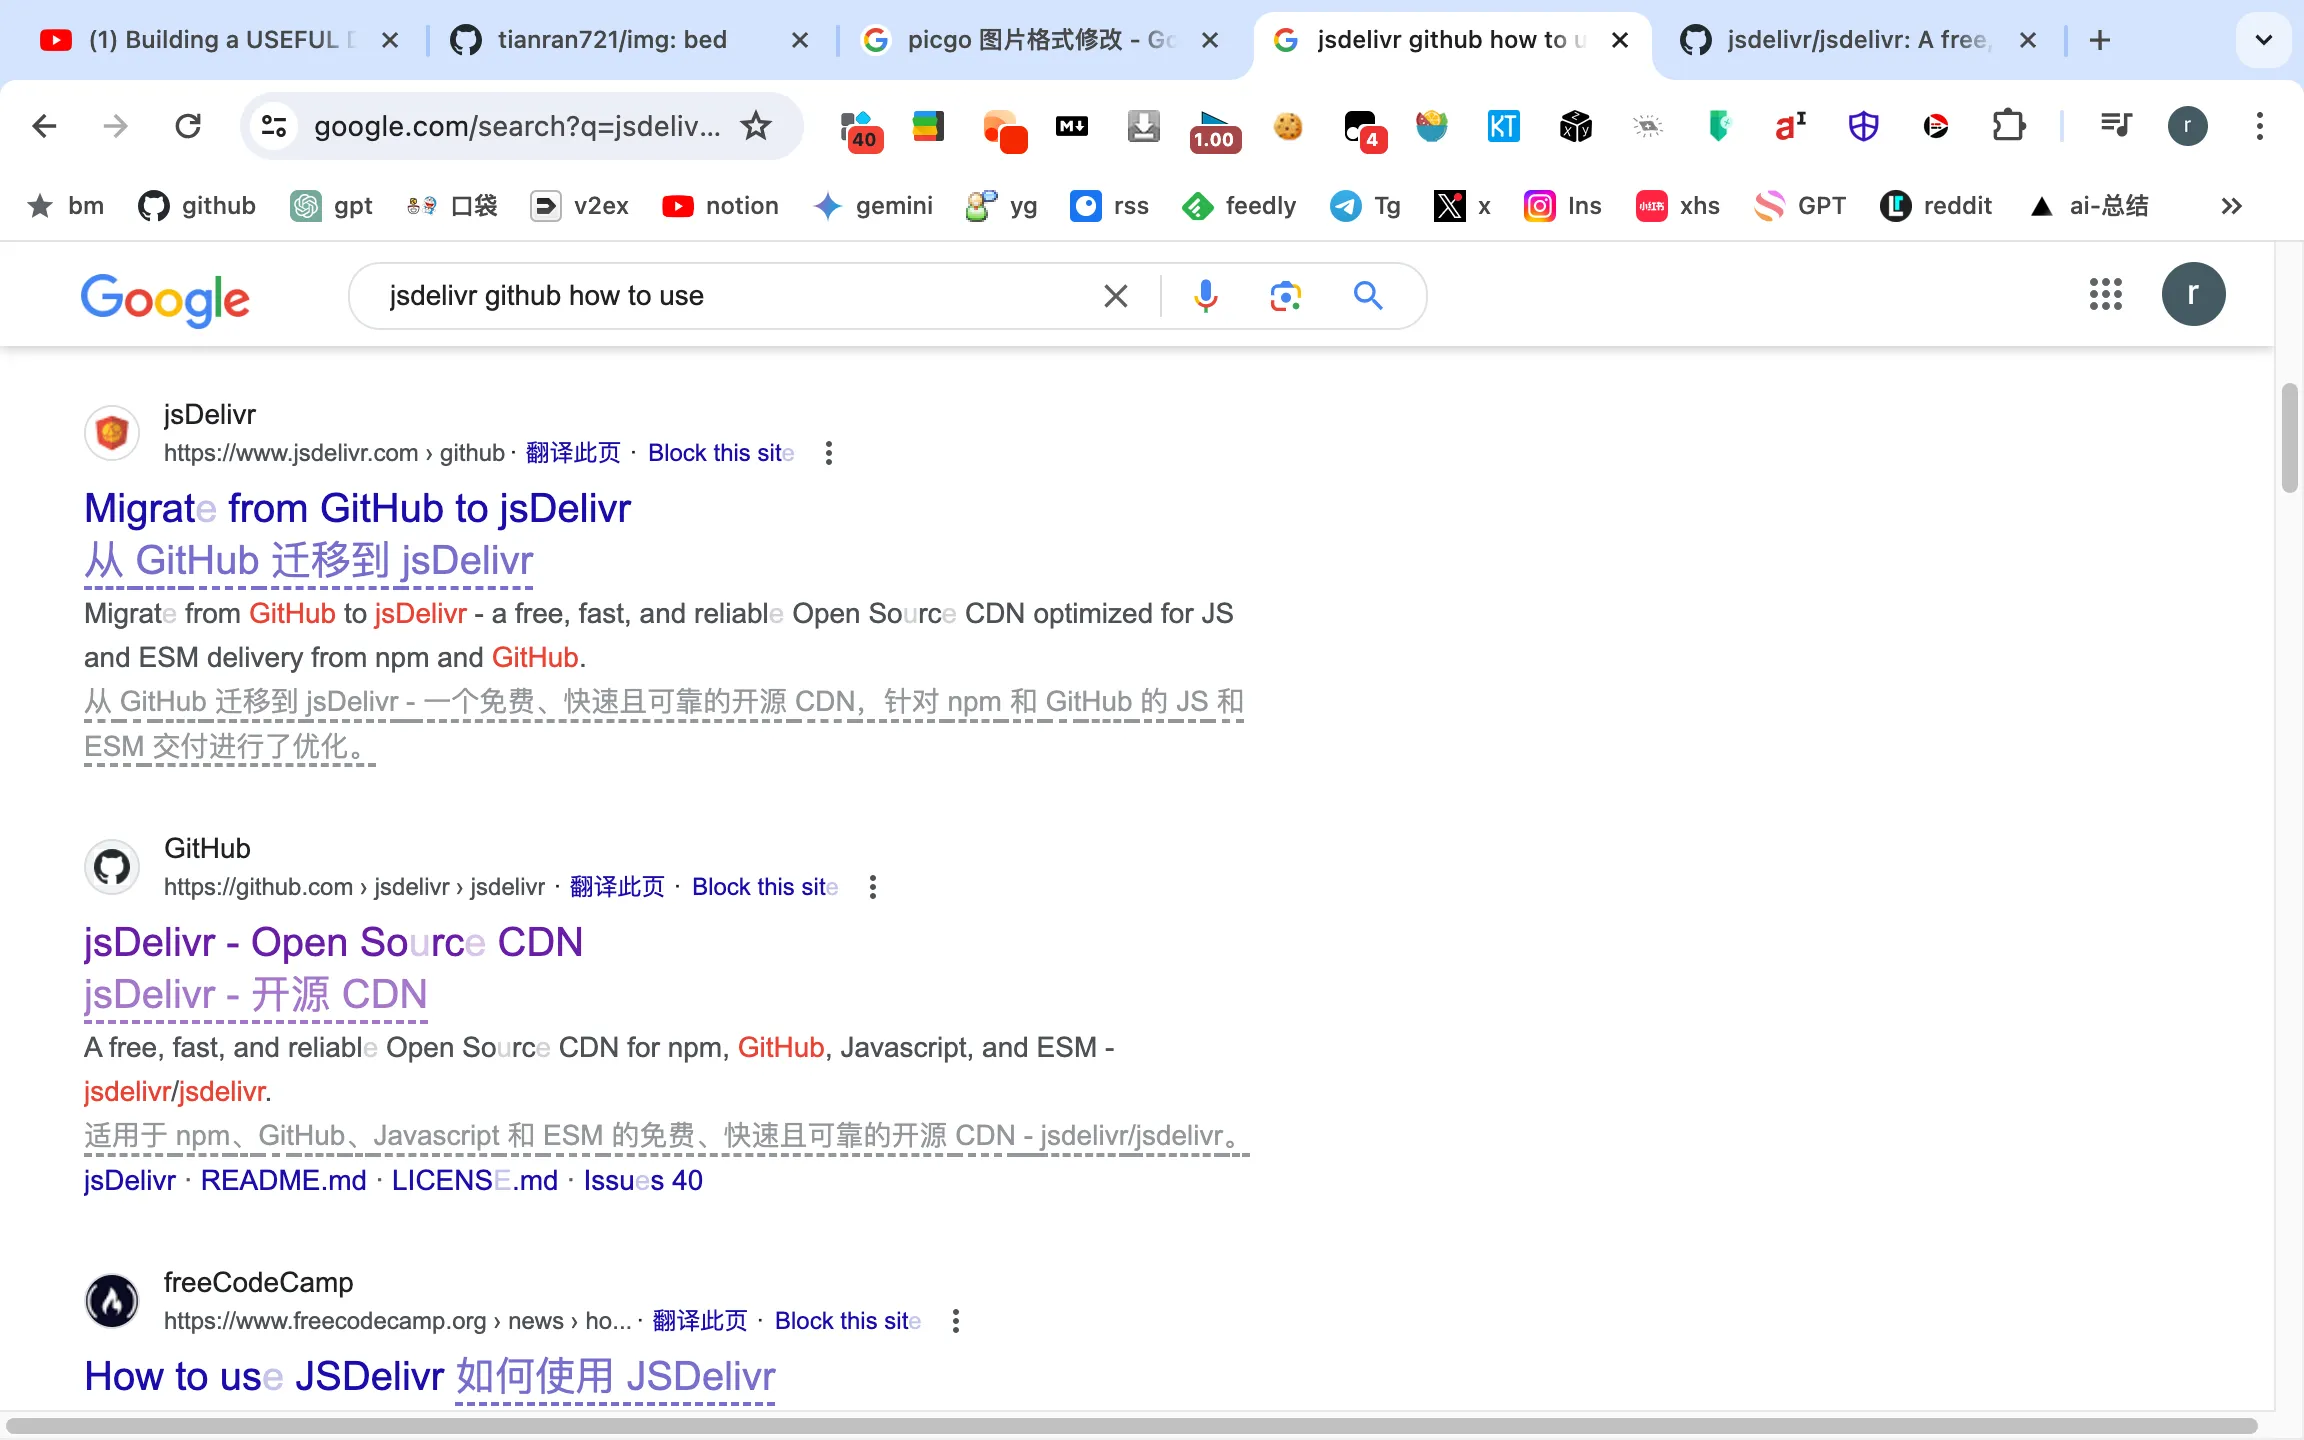 (1) Building a USEFUL
tianran721/img: bed
picgo 图片格式修改 - Go
jsdelivr github how to u
jsdelivr/jsdelivr: A free,
google.com/search?q=jsdeliv...
40
M
1.00
4
KT
Z
X Y
aI
r
bm
github
gpt
口袋
v2ex
notion
gemini
yg
rss
feedly
Tg
x
Ins
小红书
xhs
GPT
reddit
ai-总结
Google
jsdelivr github how to use
r
jsDelivr
https://www.jsdelivr.com › github · 翻译此页 · Block this site
Migrate from GitHub to jsDelivr
从 GitHub 迁移到 jsDelivr
Migrate from GitHub to jsDelivr - a free, fast, and reliable Open Source CDN optimized for JS
and ESM delivery from npm and GitHub.
从 GitHub 迁移到 jsDelivr - 一个免费、快速且可靠的开源 CDN，针对 npm 和 GitHub 的 JS 和
ESM 交付进行了优化。
GitHub
https://github.com › jsdelivr › jsdelivr · 翻译此页 · Block this site
jsDelivr - Open Source CDN
jsDelivr - 开源 CDN
A free, fast, and reliable Open Source CDN for npm, GitHub, Javascript, and ESM -
jsdelivr/jsdelivr.
适用于 npm、GitHub、Javascript 和 ESM 的免费、快速且可靠的开源 CDN - jsdelivr/jsdelivr。
jsDelivr · README.md · LICENSE.md · Issues 40
freeCodeCamp
https://www.freecodecamp.org › news › ho... · 翻译此页 · Block this site
How to use JSDelivr 如何使用 JSDelivr